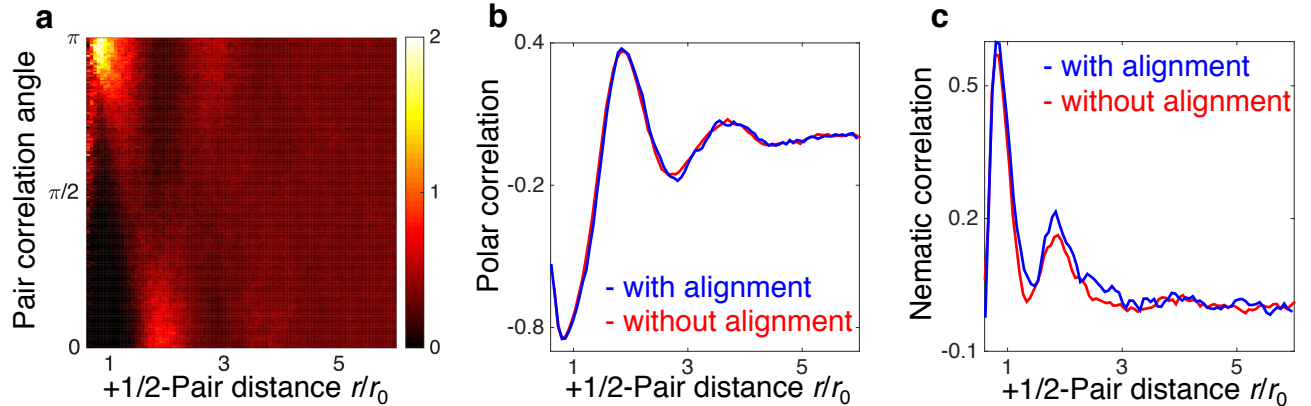 a
Pair correlation angle
π
π/2
0
1
3
5
+1/2-Pair distance r/r0
2
1
0
b
Polar correlation
0.4
-0.2
-0.8
- with alignment
- without alignment
1
3
5
+1/2-Pair distance r/r0
c
Nematic correlation
0.5
0.2
-0.1
- with alignment
- without alignment
1
3
5
+1/2-Pair distance r/r0